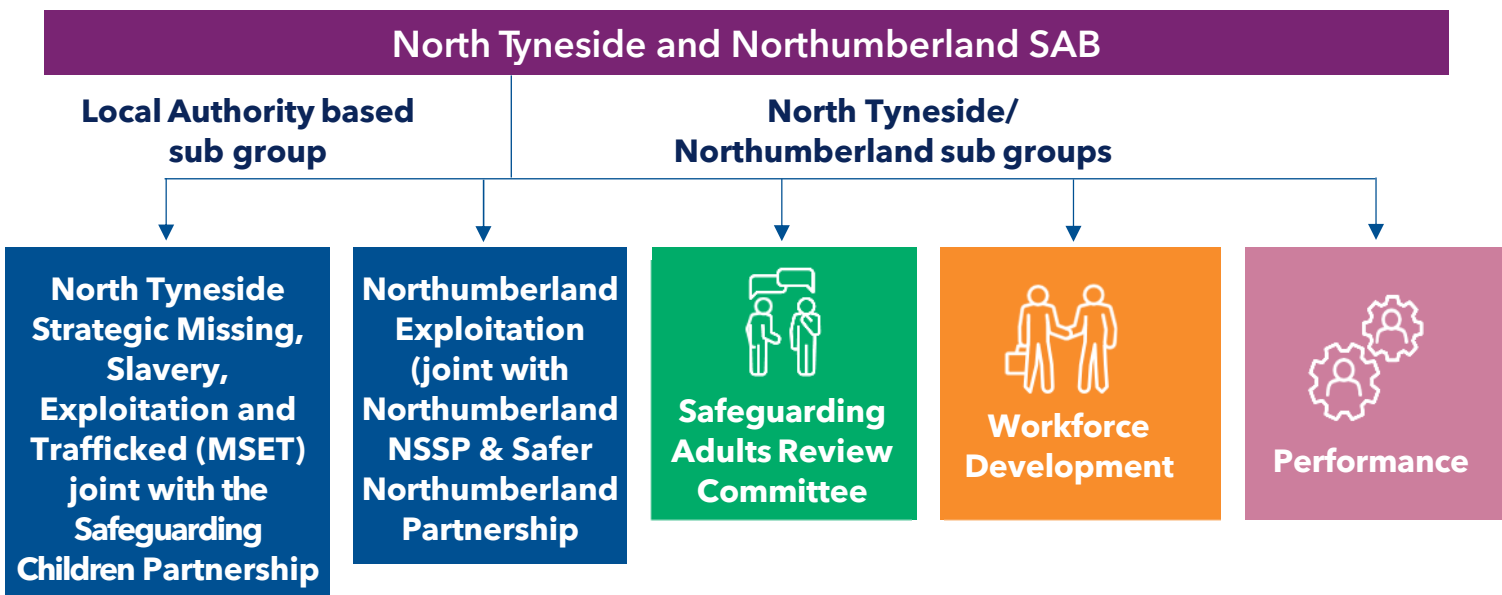 North Tyneside and Northumberland SAB
Local Authority based
sub group
North Tyneside/
Northumberland sub groups
North Tyneside
Strategic Missing,
Slavery,
Exploitation and
Trafficked (MSET)
joint with the
Safeguarding
Children Partnership
Northumberland
Exploitation
(joint with
Northumberland
NSSP & Safer
Northumberland
Partnership
Safeguarding
Adults Review
Committee
Workforce
Development
Performance